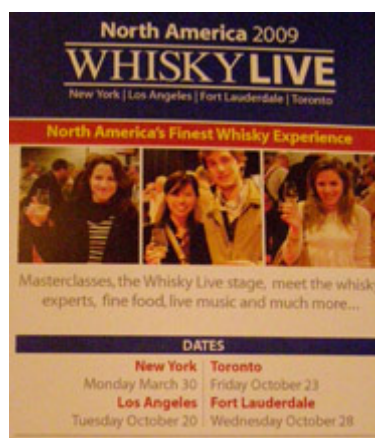 North America 2009
WHISKY LIVE
New York | Los Angeles | Fort Lauderdale | Toronto
North America's Finest Whisky Experience
Masterclasses, the Whisky Live stage, meet the whisky
experts, fine food, live music and much more...
DATES
New York | Toronto
Monday March 30 | Friday October 23
Los Angeles | Fort Lauderdale
Tuesday October 20 | Wednesday October 28